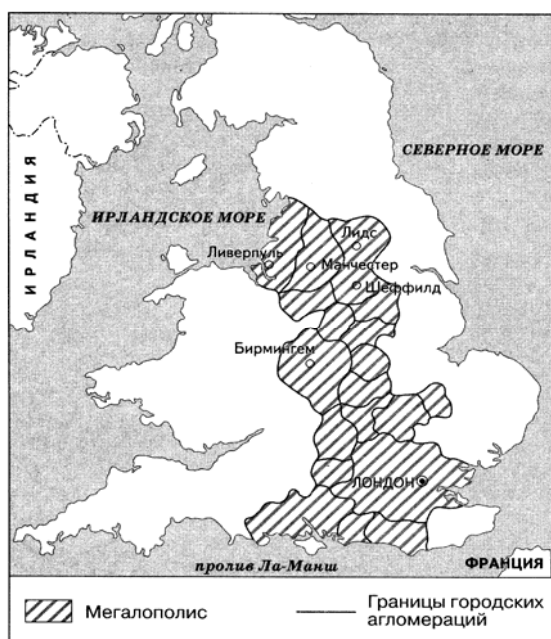 СЕВЕРНОЕ МОРЕ
ИРЛАНДИЯ
ИРЛАНДСКОЕ МОРЕ
Лидс
Ливерпуль
Манчестер
Шеффилд
Бирмингем
ЛОНДОН
ФРАНЦИЯ
пролив Ла-Манш
Мегалополис
Границы городских
агломераций